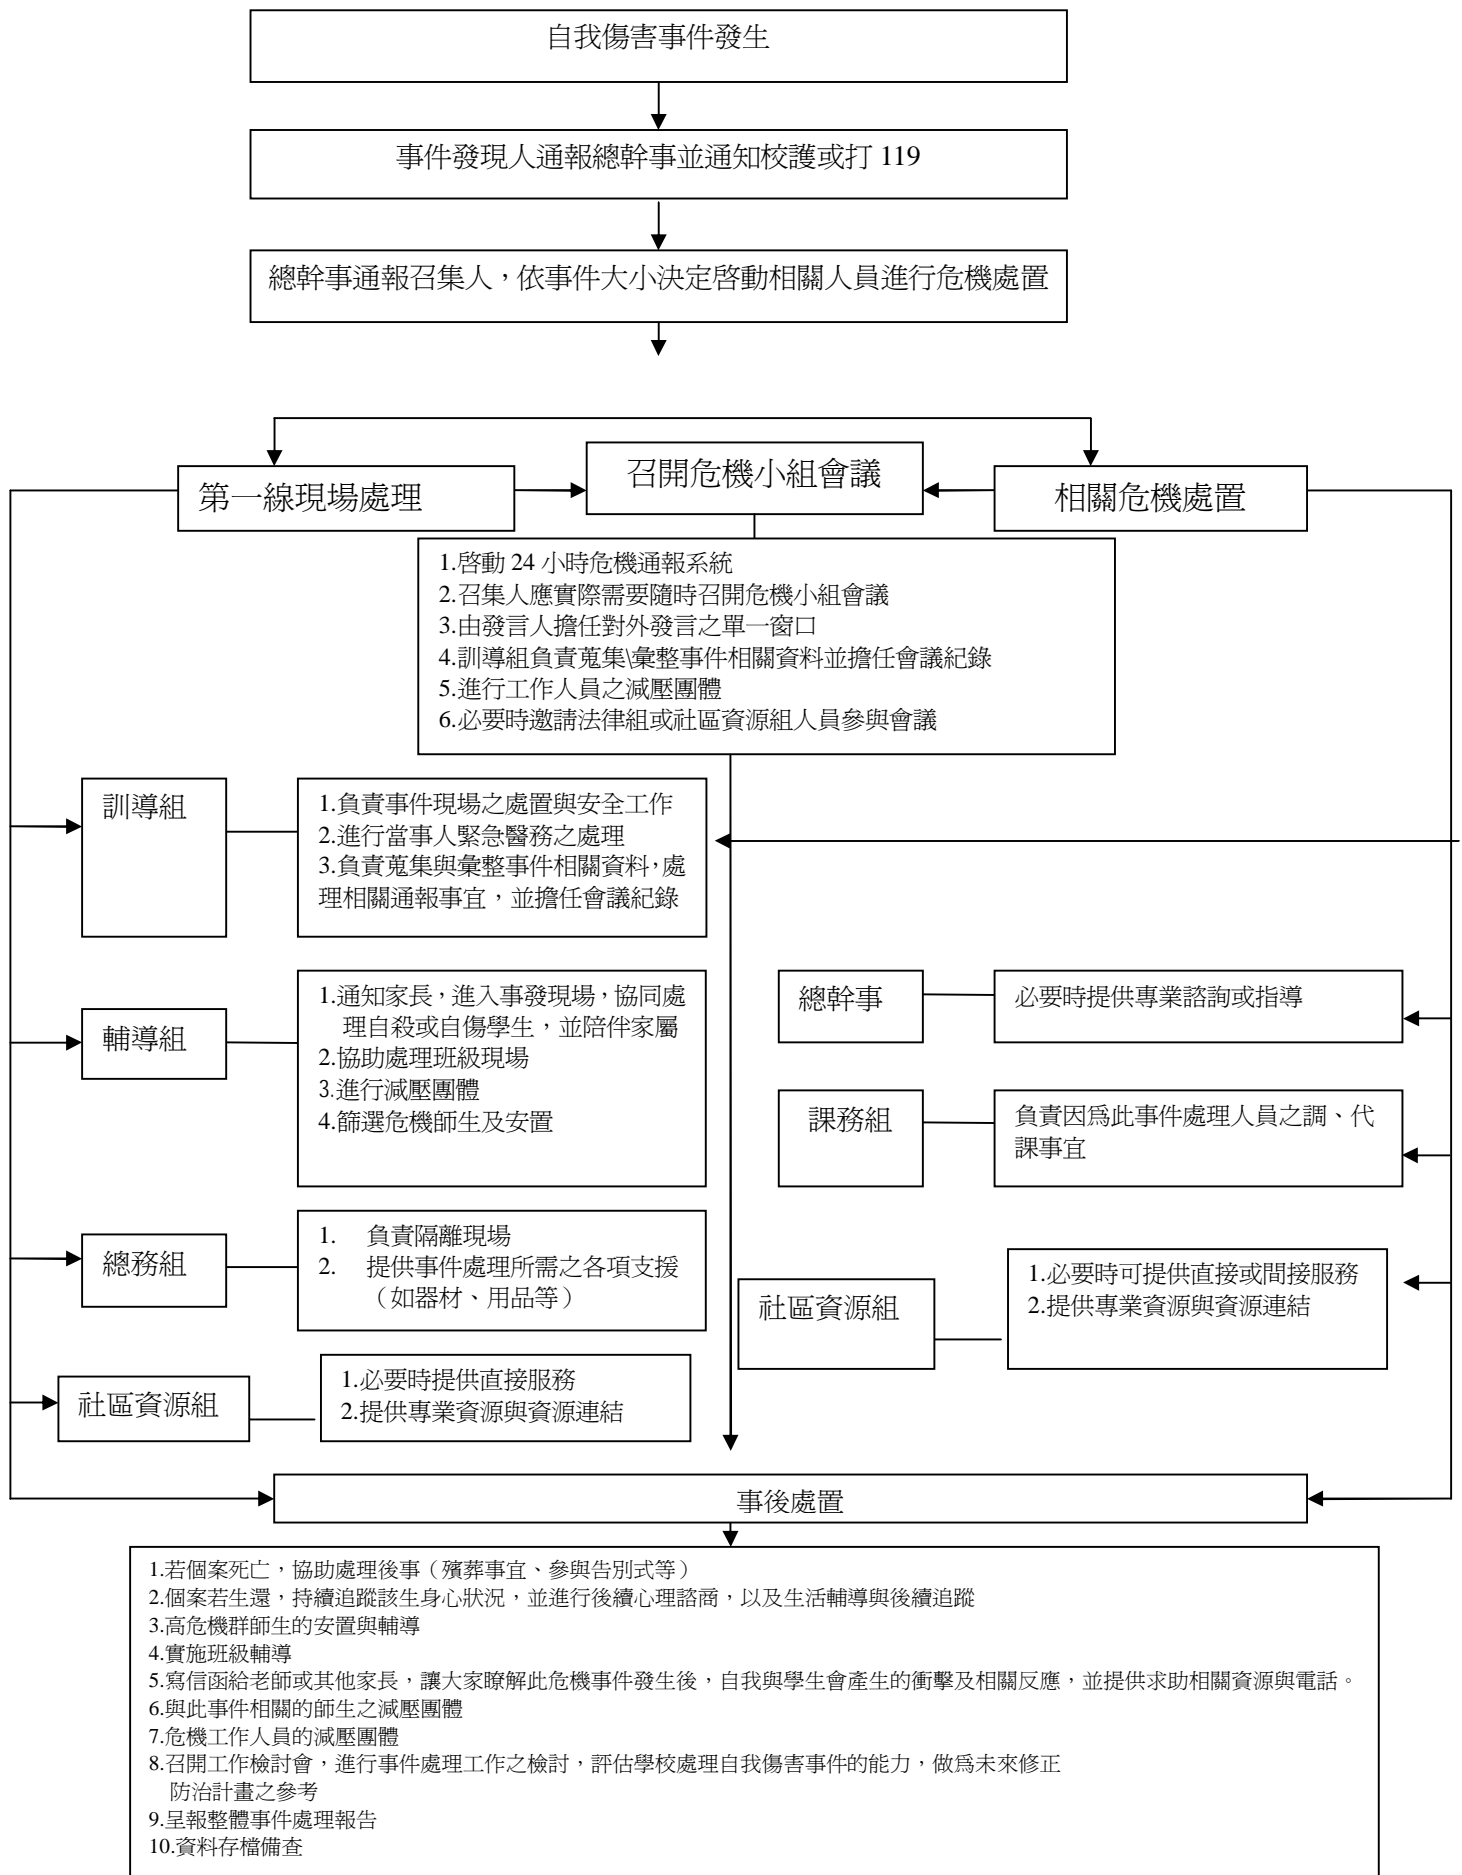 自我傷害事件發生
事件發現人通報總幹事並通知校護或打 119
總幹事通報召集人，依事件大小決定啓動相關人員進行危機處置
第一線現場處理
召開危機小組會議
相關危機處置
1.啓動 24 小時危機通報系統
2.召集人應實際需要隨時召開危機小組會議
3.由發言人擔任對外發言之單一窗口
4.訓導組負責蒐集\彙整事件相關資料並擔任會議紀錄
5.進行工作人員之減壓團體
6.必要時邀請法律組或社區資源組人員參與會議
訓導組
1.負責事件現場之處置與安全工作
2.進行當事人緊急醫務之處理
3.負責蒐集與彙整事件相關資料，處
理相關通報事宜，並擔任會議紀錄
輔導組
1.通知家長，進入事發現場，協同處
理自殺或自傷學生，並陪伴家屬
2.協助處理班級現場
3.進行減壓團體
4.篩選危機師生及安置
總幹事
必要時提供專業諮詢或指導
課務組
負責因爲此事件處理人員之調、代
課事宜
總務組
1. 負責隔離現場
2. 提供事件處理所需之各項支援
（如器材、用品等）
社區資源組
1.必要時可提供直接或間接服務
2.提供專業資源與資源連結
社區資源組
1.必要時提供直接服務
2.提供專業資源與資源連結
事後處置
1.若個案死亡，協助處理後事（殯葬事宜、參與告別式等）
2.個案若生還，持續追蹤該生身心狀況，並進行後續心理諮商，以及生活輔導與後續追蹤
3.高危機群師生的安置與輔導
4.實施班級輔導
5.寫信函給老師或其他家長，讓大家瞭解此危機事件發生後，自我與學生會產生的衝擊及相關反應，並提供求助相關資源與電話。
6.與此事件相關的師生之減壓團體
7.危機工作人員的減壓團體
8.召開工作檢討會，進行事件處理工作之檢討，評估學校處理自我傷害事件的能力，做爲未來修正
防治計畫之參考
9.呈報整體事件處理報告
10.資料存檔備查